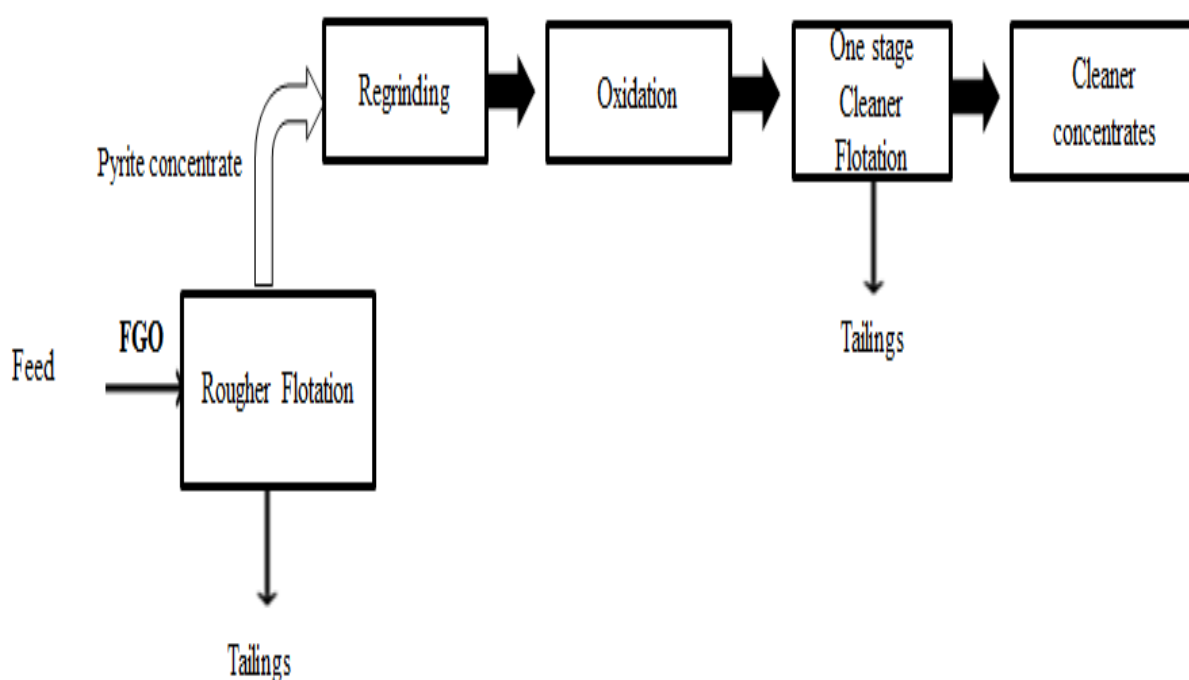 Regrinding
Oxidation
One stage
Cleaner
Flotation
Cleaner
concentrates
Pyrite concentrate
FGO
Feed
Rougher Flotation
Tailings
Tailings